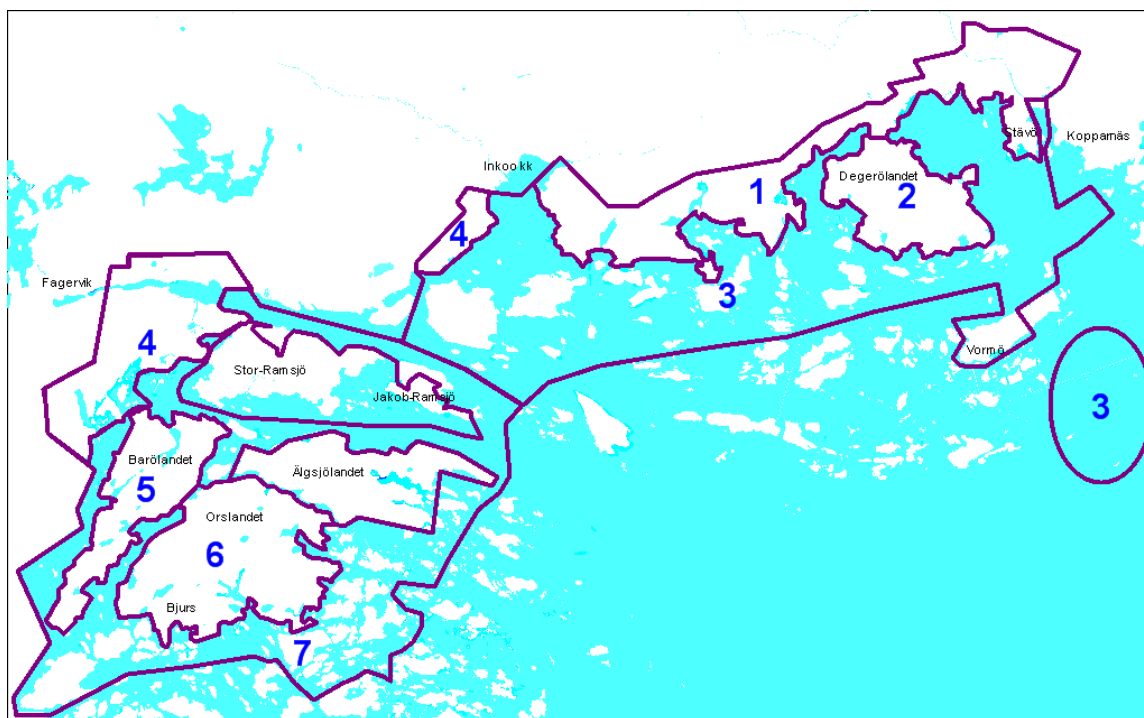 Stävö
Kopparnäs
Inkoo kk
Degerölandet
1
2
4
Fagervik
3
4
Vormö
Stor-Ramsjö
Jakob-Ramsjö
3
Barölandet
Älgsjölandet
5
Orslandet
6
Bjurs
7